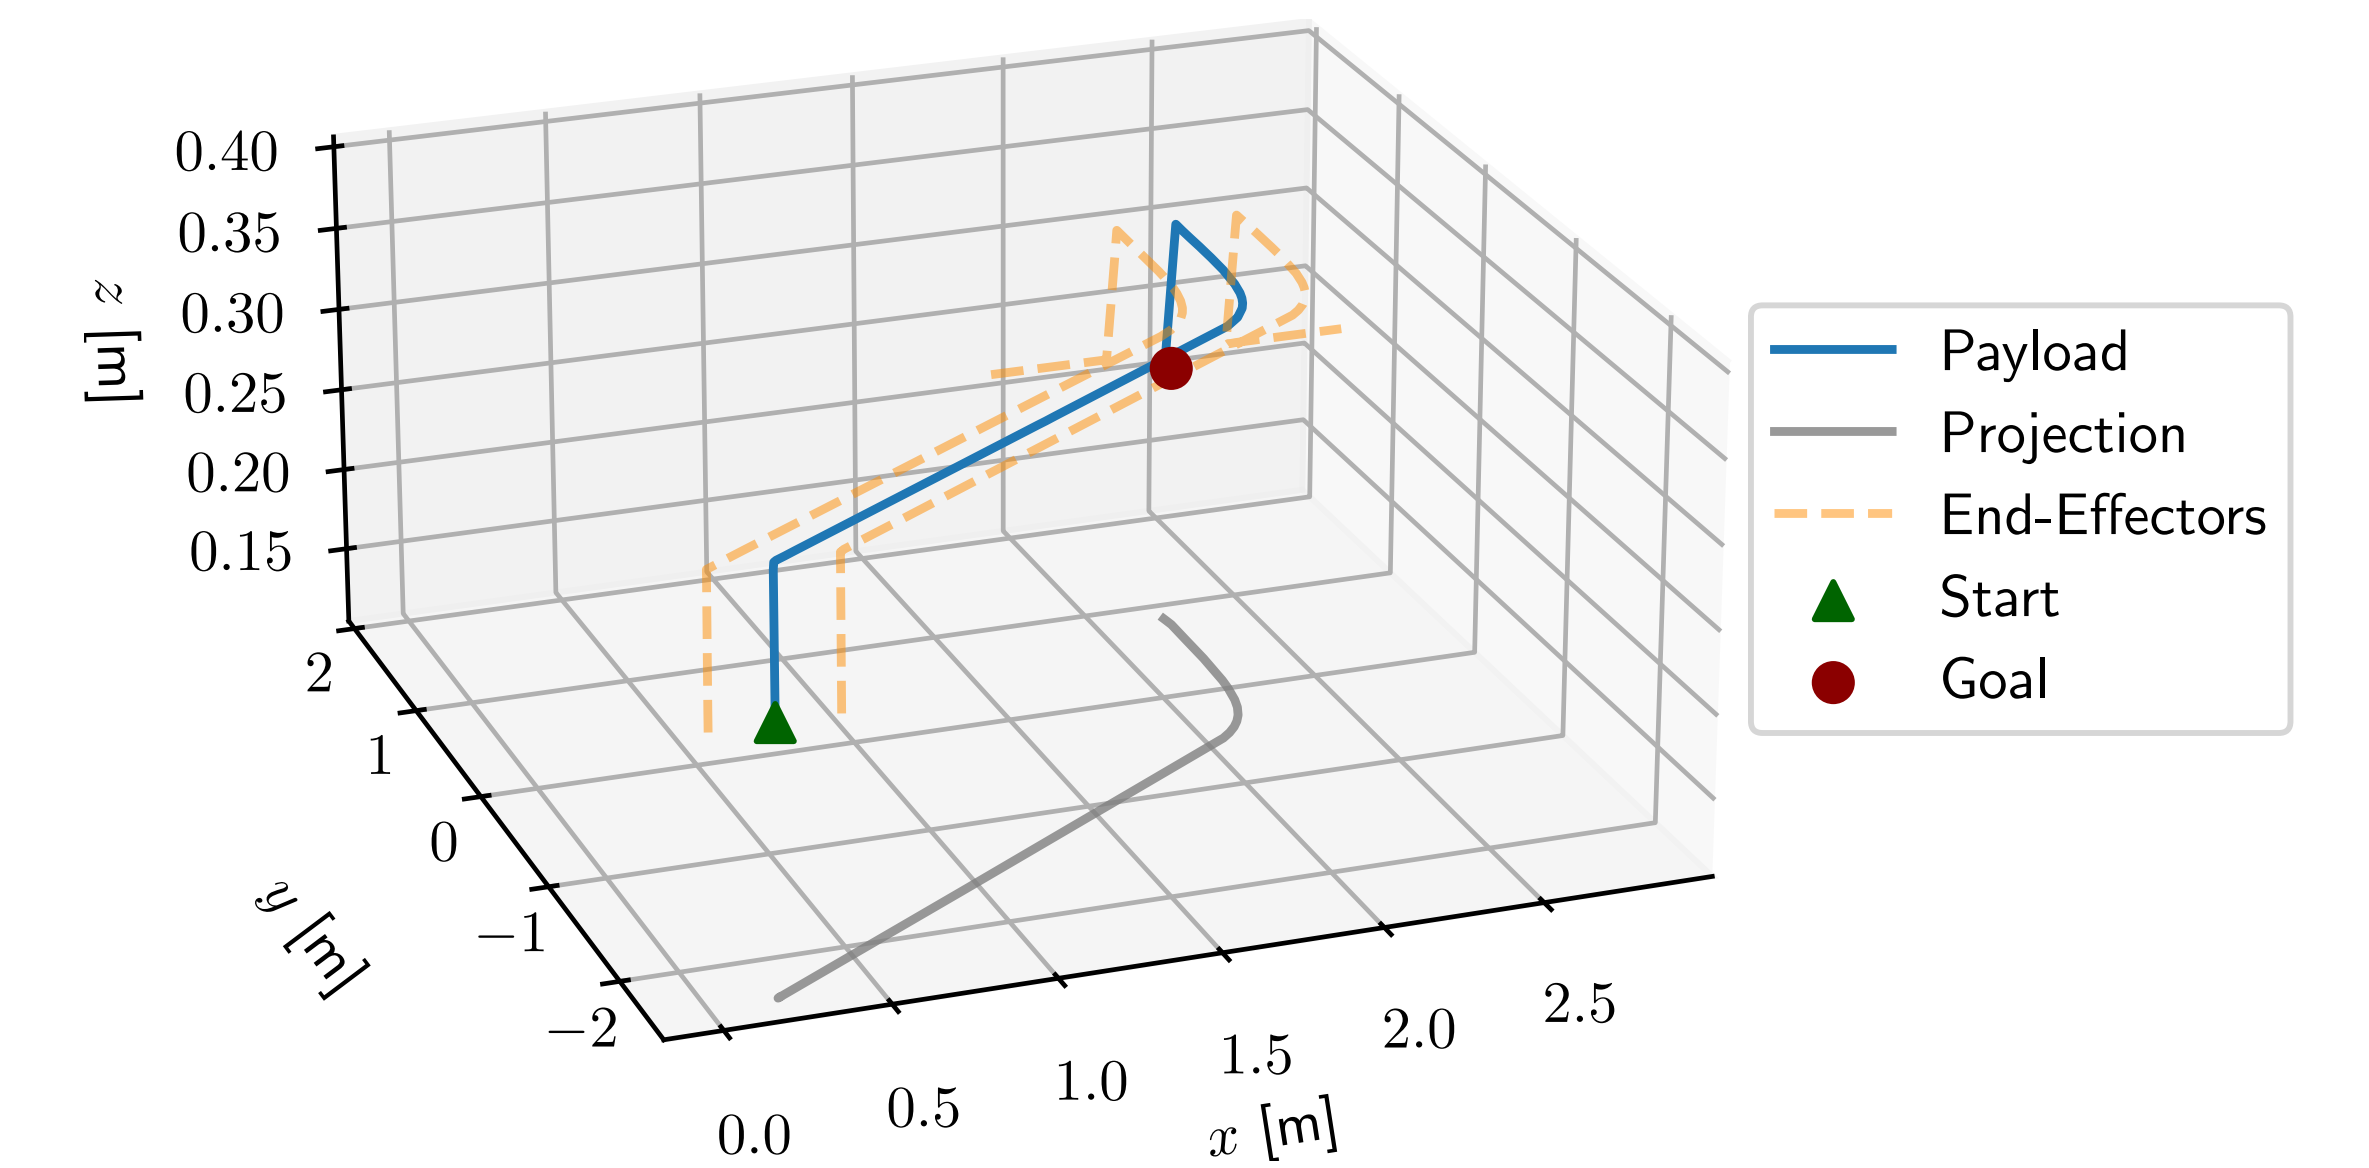 0.40
0.35
0.30
0.25
0.20
0.15
z [m]
2
1
0
−1
−2
y [m]
0.0
0.5
1.0
1.5
2.0
2.5
x [m]
Payload
Projection
End-Effectors
Start
Goal